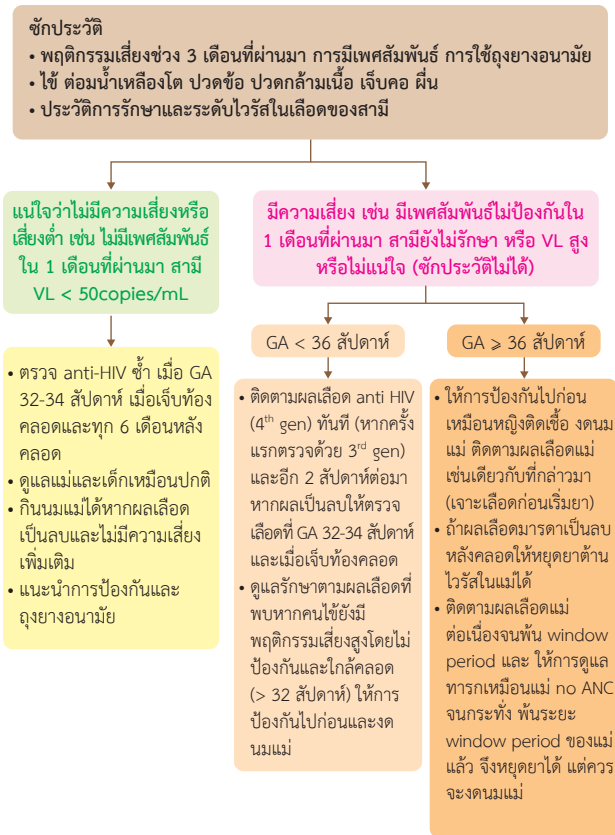 ซักประวัติ
• พฤติกรรมเสี่ยงช่วง 3 เดือนที่ผ่านมา การมีเพศสัมพันธ์ การใช้ถุงยางอนามัย
• ไข้ ต่อมน้ำเหลืองโต ปวดข้อ ปวดกล้ามเนื้อ เจ็บคอ ผื่น
• ประวัติการรักษาและระดับไวรัสในเลือดของสามี
แน่ใจว่าไม่มีความเสี่ยงหรือ
เสี่ยงต่ำ เช่น ไม่มีเพศสัมพันธ์
ใน 1 เดือนที่ผ่านมา สามี
VL < 50copies/mL
• ตรวจ anti-HIV ซ้ำ เมื่อ GA
32-34 สัปดาห์ เมื่อเจ็บท้อง
คลอดและทุก 6 เดือนหลัง
คลอด
• ดูแลแม่และเด็กเหมือนปกติ
• กินนมแม่ได้หากผลเลือด
เป็นลบและไม่มีความเสี่ยง
เพิ่มเติม
• แนะนำการป้องกันและ
ถุงยางอนามัย
มีความเสี่ยง เช่น มีเพศสัมพันธ์ไม่ป้องกันใน
1 เดือนที่ผ่านมา สามียังไม่รักษา หรือ VL สูง
หรือไม่แน่ใจ (ซักประวัติไม่ได้)
GA < 36 สัปดาห์
• ติดตามผลเลือด anti HIV
(4th gen) ทันที (หากครั้ง
แรกตรวจด้วย 3rd gen)
และอีก 2 สัปดาห์ต่อมา
หากผลเป็นลบให้ตรวจ
เลือดที่ GA 32-34 สัปดาห์
และเมื่อเจ็บท้องคลอด
• ดูแลรักษาตามผลเลือดที่
พบหากคนไข้ยังมี
พฤติกรรมเสี่ยงสูงโดยไม่
ป้องกันและใกล้คลอด
(> 32 สัปดาห์) ให้การ
ป้องกันไปก่อนและงด
นมแม่
GA ⩾ 36 สัปดาห์
• ให้การป้องกันไปก่อน
เหมือนหญิงติดเชื้อ งดนม
แม่ ติดตามผลเลือดแม่
เช่นเดียวกับที่กล่าวมา
(เจาะเลือดก่อนเริ่มยา)
• ถ้าผลเลือดมารดาเป็นลบ
หลังคลอดให้หยุดยาต้าน
ไวรัสในแม่ได้
• ติดตามผลเลือดแม่
ต่อเนื่องจนพ้น window
period และ ให้การดูแล
ทารกเหมือนแม่ no ANC
จนกระทั่ง พ้นระยะ
window period ของแม่
แล้ว จึงหยุดยาได้ แต่ควร
จะงดนมแม่